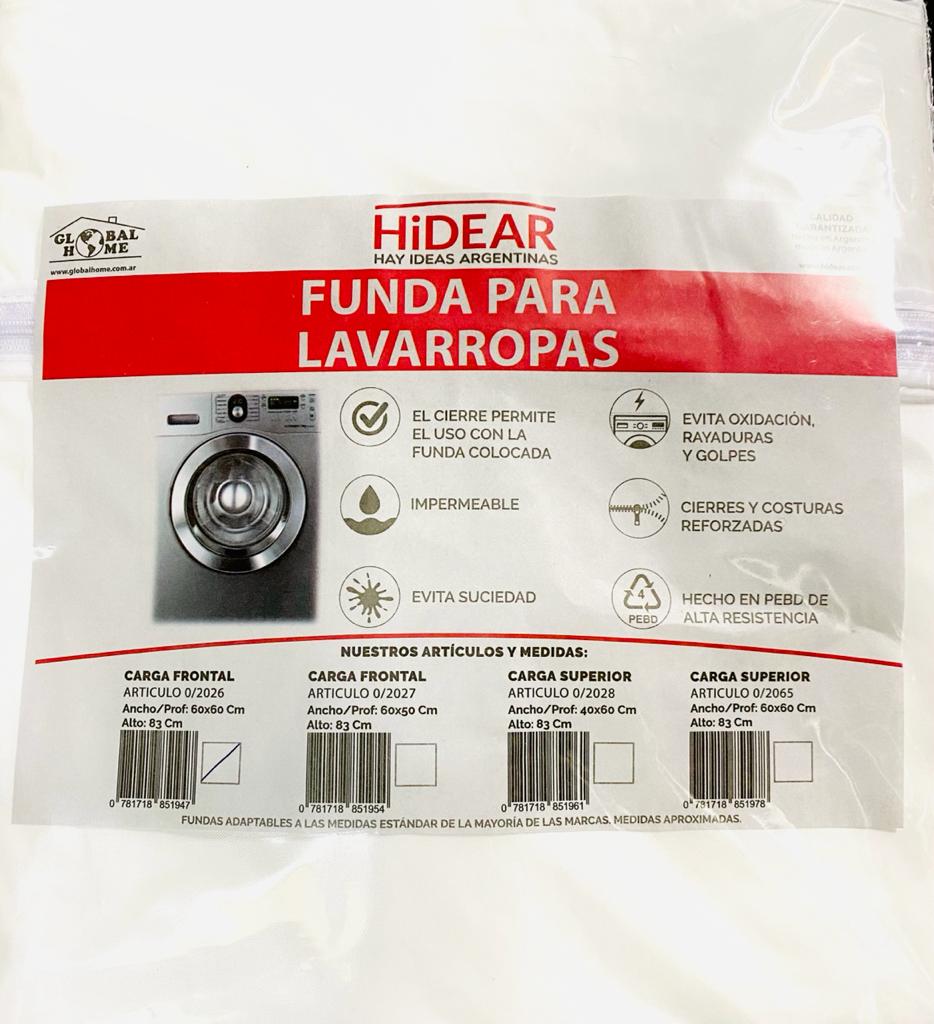 GLOBAL
HOME
www.globalhome.com.ar
HiDEAR
HAY IDEAS ARGENTINAS
CALIDAD
GARANTIZADA
FUNDA PARA
LAVARROPAS
EL CIERRE PERMITE
EL USO CON LA
FUNDA COLOCADA
IMPERMEABLE
EVITA SUCIEDAD
EVITA OXIDACIÓN,
RAYADURAS
Y GOLPES
CIERRES Y COSTURAS
REFORZADAS
4
PEBD
HECHO EN PEBD DE
ALTA RESISTENCIA
NUESTROS ARTÍCULOS Y MEDIDAS:
CARGA FRONTAL
ARTICULO 0/2026
Ancho/Prof: 60x60 Cm
Alto: 83 Cm
0 781718 851947
CARGA FRONTAL
ARTICULO 0/2027
Ancho/Prof: 60x50 Cm
Alto: 83 Cm
0 781718 851954
CARGA SUPERIOR
ARTICULO 0/2028
Ancho/Prof: 40x60 Cm
Alto: 83 Cm
0 781718 851961
CARGA SUPERIOR
ARTICULO 0/2065
Ancho/Prof: 60x60 Cm
Alto: 83 Cm
0 781718 851978
FUNDAS ADAPTABLES A LAS MEDIDAS ESTÁNDAR DE LA MAYORÍA DE LAS MARCAS. MEDIDAS APROXIMADAS.